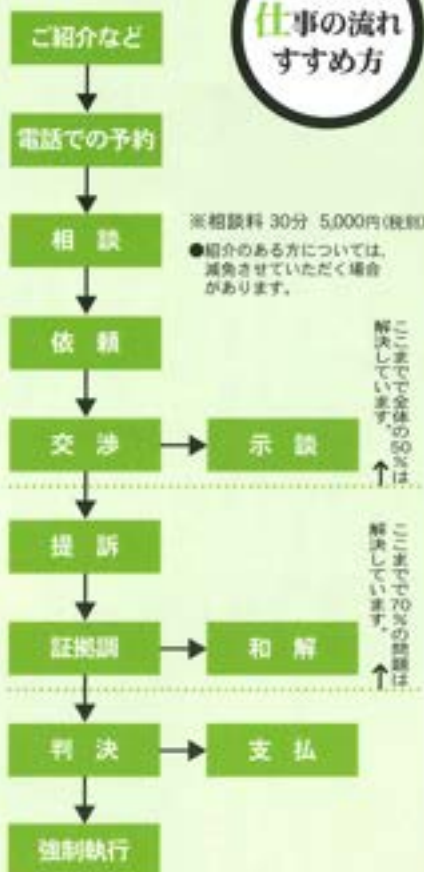 仕事の流れ
すすめ方
ご紹介など
電話での予約
相 談
※相談料 30分 5,000円(税別)
●紹介のある方については、
減免させていただく場合
があります。
依 頼
交 渉
示 談
ここまでで全体の50%は
解決しています。
↑
提 訴
証拠調
和 解
ここまでで70%の問題は
解決しています。
↑
判 決
支 払
強制執行